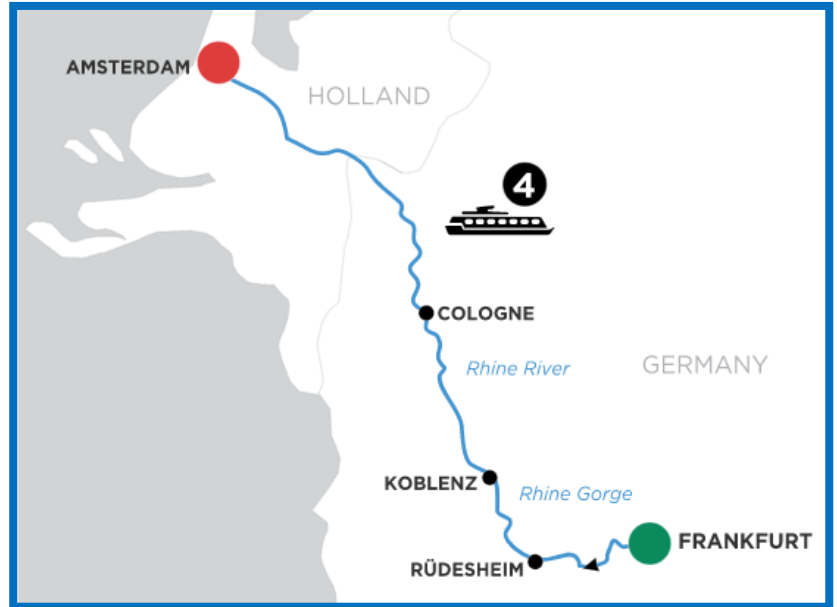 AMSTERDAM
HOLLAND
4
COLOGNE
Rhine River
GERMANY
KOBLENZ
Rhine Gorge
FRANKFURT
RÜDESHEIM